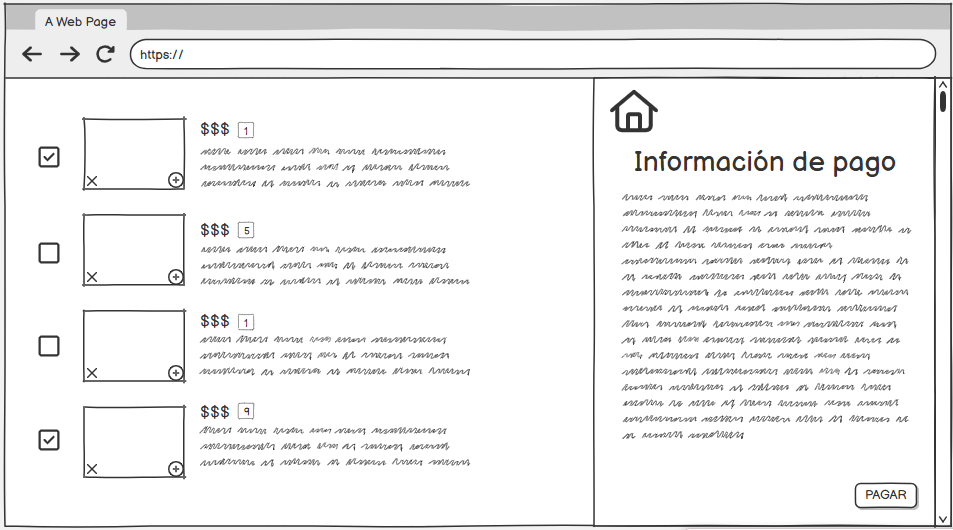 A Web Page
https://
$$$ 1
$$$ 5
$$$ 1
$$$ 9
Información de pago
PAGAR